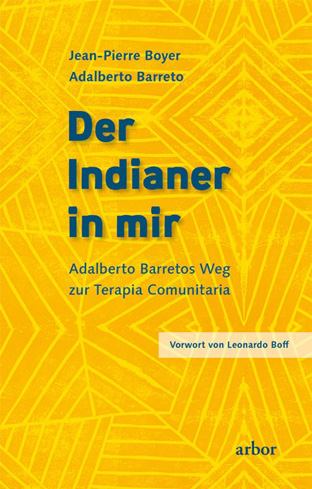 Jean-Pierre Boyer
Adalberto Barreto
Der
Indianer
in mir
Adalberto Barretos Weg
zur Terapia Comunitaria
Vorwort von Leonardo Boff
arbor